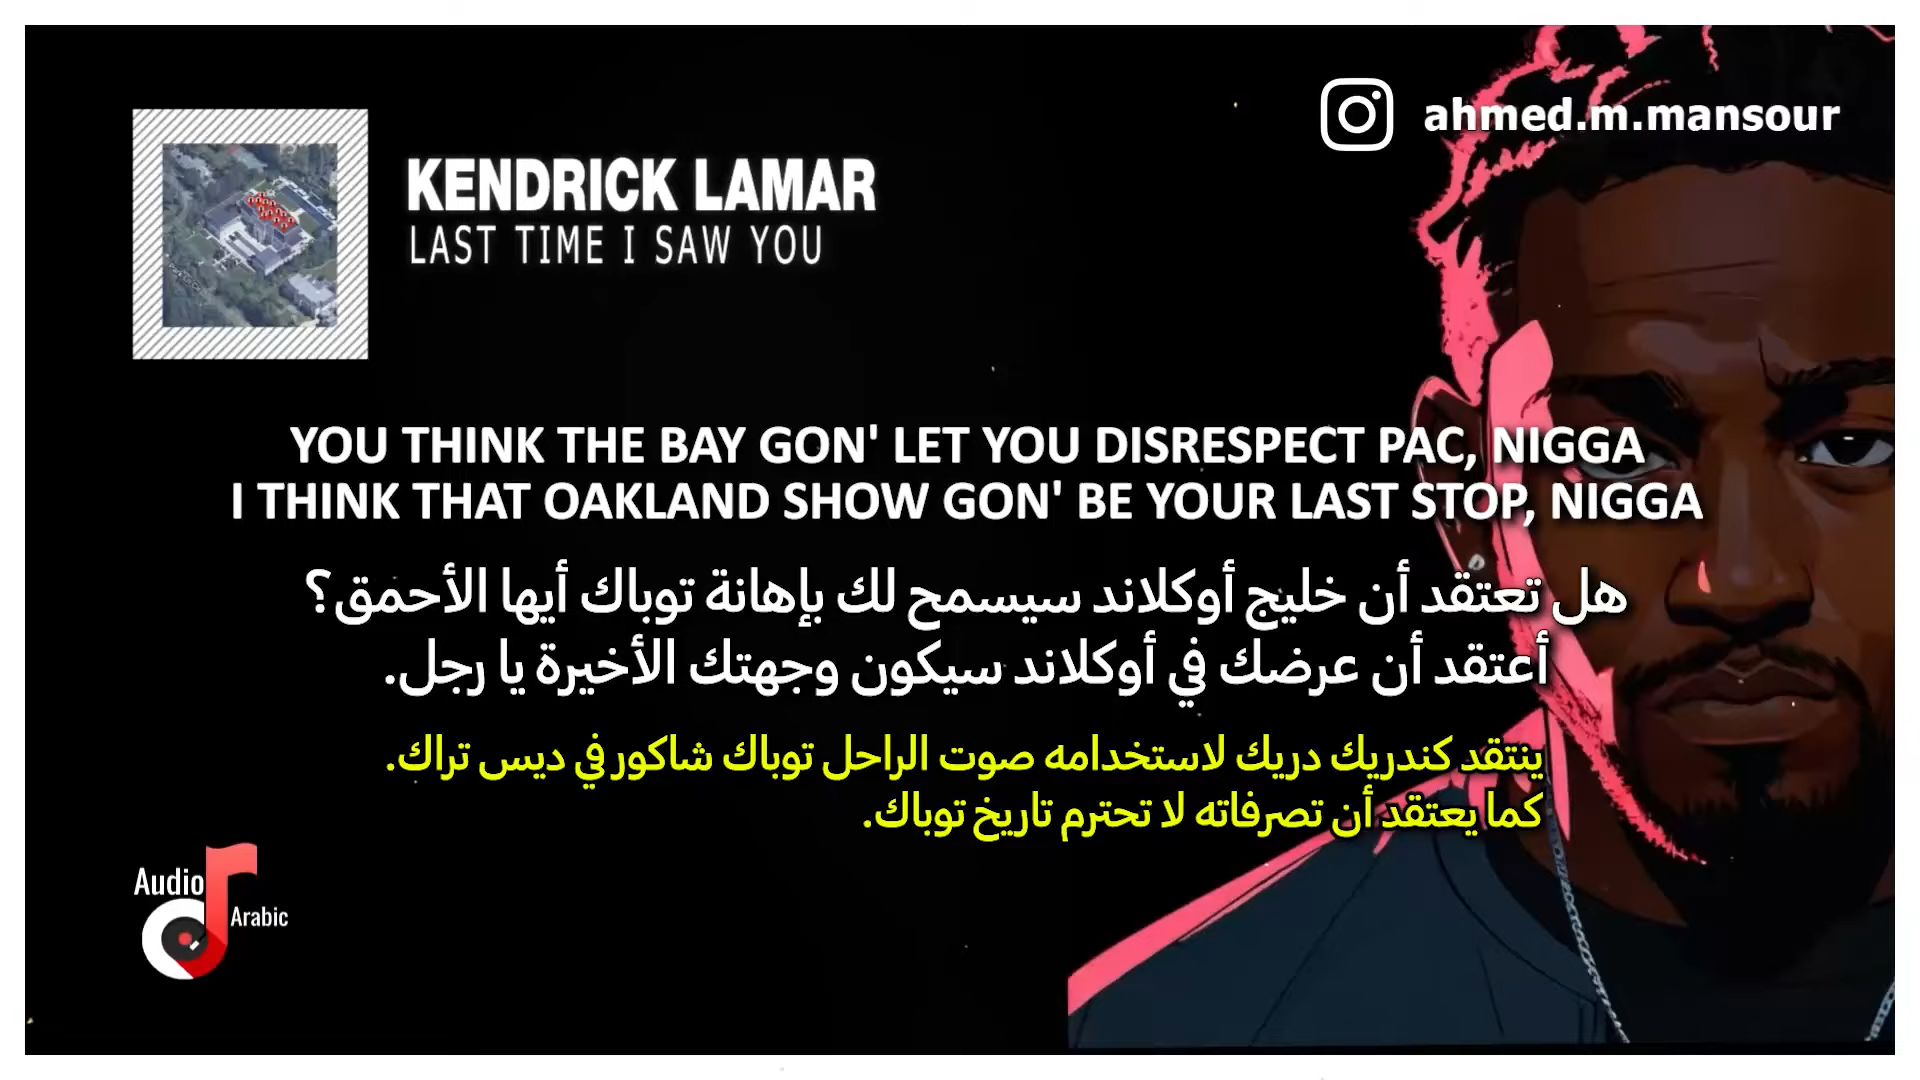 ahmed.m.mansour
KENDRICK LAMAR
LAST TIME I SAW YOU
YOU THINK THE BAY GON' LET YOU DISRESPECT PAC, NIGGA
I THINK THAT OAKLAND SHOW GON' BE YOUR LAST STOP, NIGGA
هل تعتقد أن خليج أوكلاند سيسمح لك بإهانة توباك أيها الأحمق؟
أعتقد أن عرضك في أوكلاند سيكون وجهتك الأخيرة يا رجل.
ينتقد كندريك دريك لاستخدامه صوت الراحل توباك شاكور في ديس تراك.
كما يعتقد أن تصرفاته لا تحترم تاريخ توباك.
Audio
Arabic